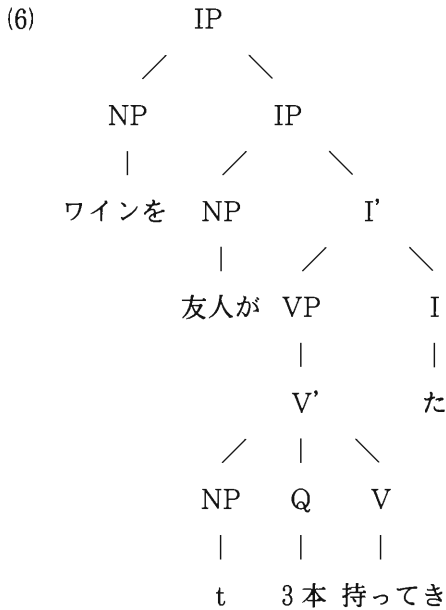 (6) IP
NP IP
ワインを NP I'
友人が VP I
V' た
NP Q V
t 3本 持ってき